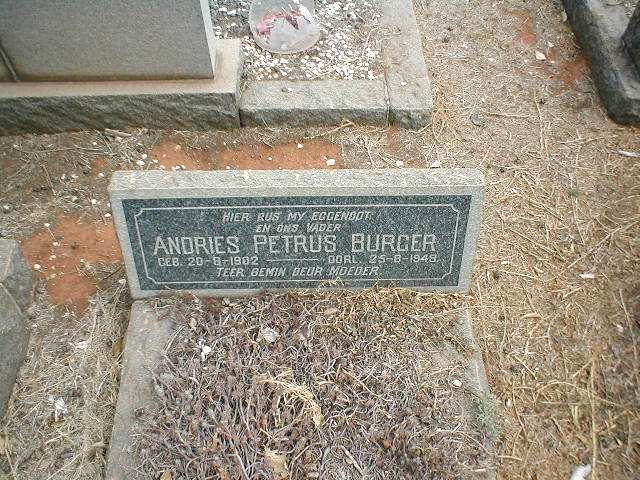 HIER RUS MY EGGENOOT
EN ONS VADER
ANDRIES PETRUS BURGER
GEB. 20-8-1902 — OORL. 25-8-1949.
TEER BEMIN DEUR MOEDER